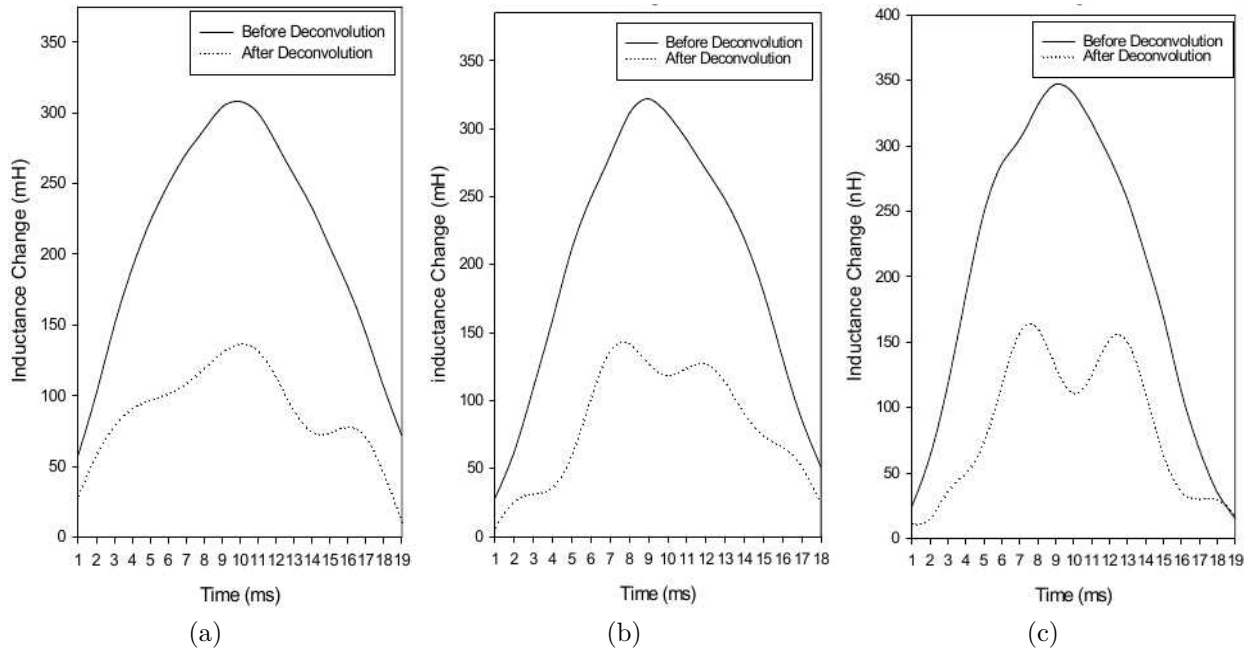 Before Deconvolution
After Deconvolution
350
300
250
200
150
100
50
0
Inductance Change (mH)
1 2 3 4 5 6 7 8 9 10 11 12 13 14 15 16 17 18 19
Time (ms)
(a)
Before Deconvolution
After Deconvolution
350
300
250
200
150
100
50
0
inductance Change (mH)
1 2 3 4 5 6 7 8 9 10 11 12 13 14 15 16 17 18
Time (ms)
(b)
Before Deconvolution
After Deconvolution
400
350
300
250
200
150
100
50
0
Inductance Change (nH)
1 2 3 4 5 6 7 8 9 10 11 12 13 14 15 16 17 18 19
Time (ms)
(c)